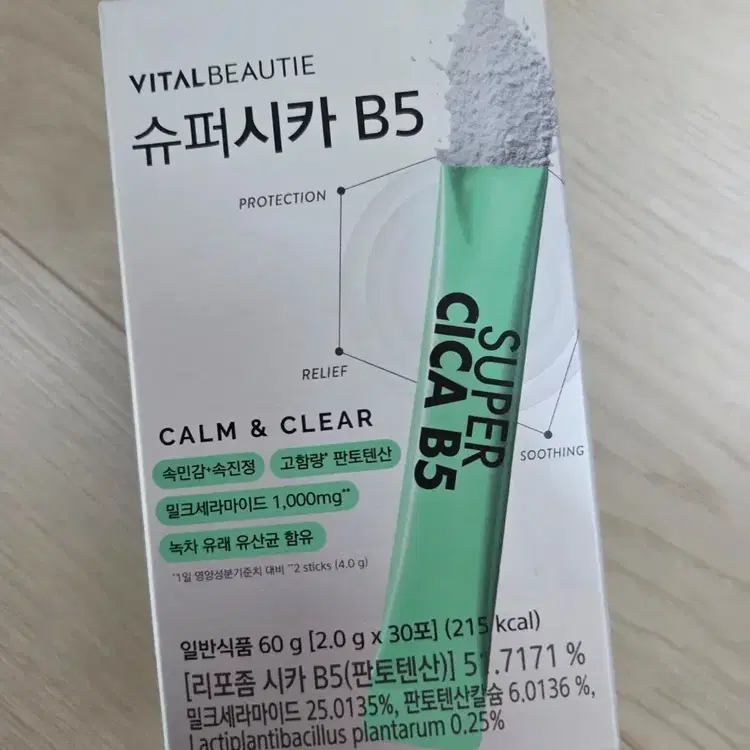 VITALBEAUTIE
슈퍼시카 B5
PROTECTION
RELIEF
SUPER
CICA B5
SOOTHING
CALM & CLEAR
속민감+속진정
고함량* 판토텐산
밀크세라마이드 1,000mg**
녹차 유래 유산균 함유
*1일 영양성분기준치 대비 **2 sticks (4.0 g)
일반식품 60 g [2.0 g x 30포] (215 kcal)
[리포좀 시카 B5(판토텐산)] %
밀크세라마이드 25.0135%, 판토텐산칼슘 6.0136 %,
Lactiplantibacillus plantarum 0.25%